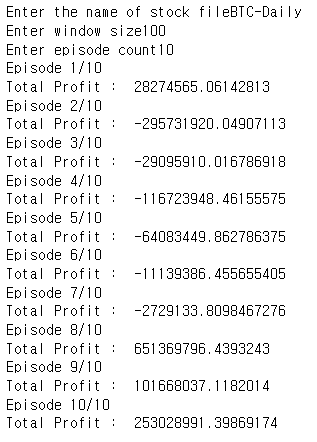 Enter the name of stock fileBTC-Daily
Enter window size100
Enter episode count10
Episode 1/10
Total Profit :  28274565.06142813
Episode 2/10
Total Profit :  -295731920.04907113
Episode 3/10
Total Profit :  -29095910.016786918
Episode 4/10
Total Profit :  -116723948.46155575
Episode 5/10
Total Profit :  -64083449.862786375
Episode 6/10
Total Profit :  -11139386.455655405
Episode 7/10
Total Profit :  -2729133.8098467276
Episode 8/10
Total Profit :  651369796.4393243
Episode 9/10
Total Profit :  101668037.1182014
Episode 10/10
Total Profit :  253028991.39869174